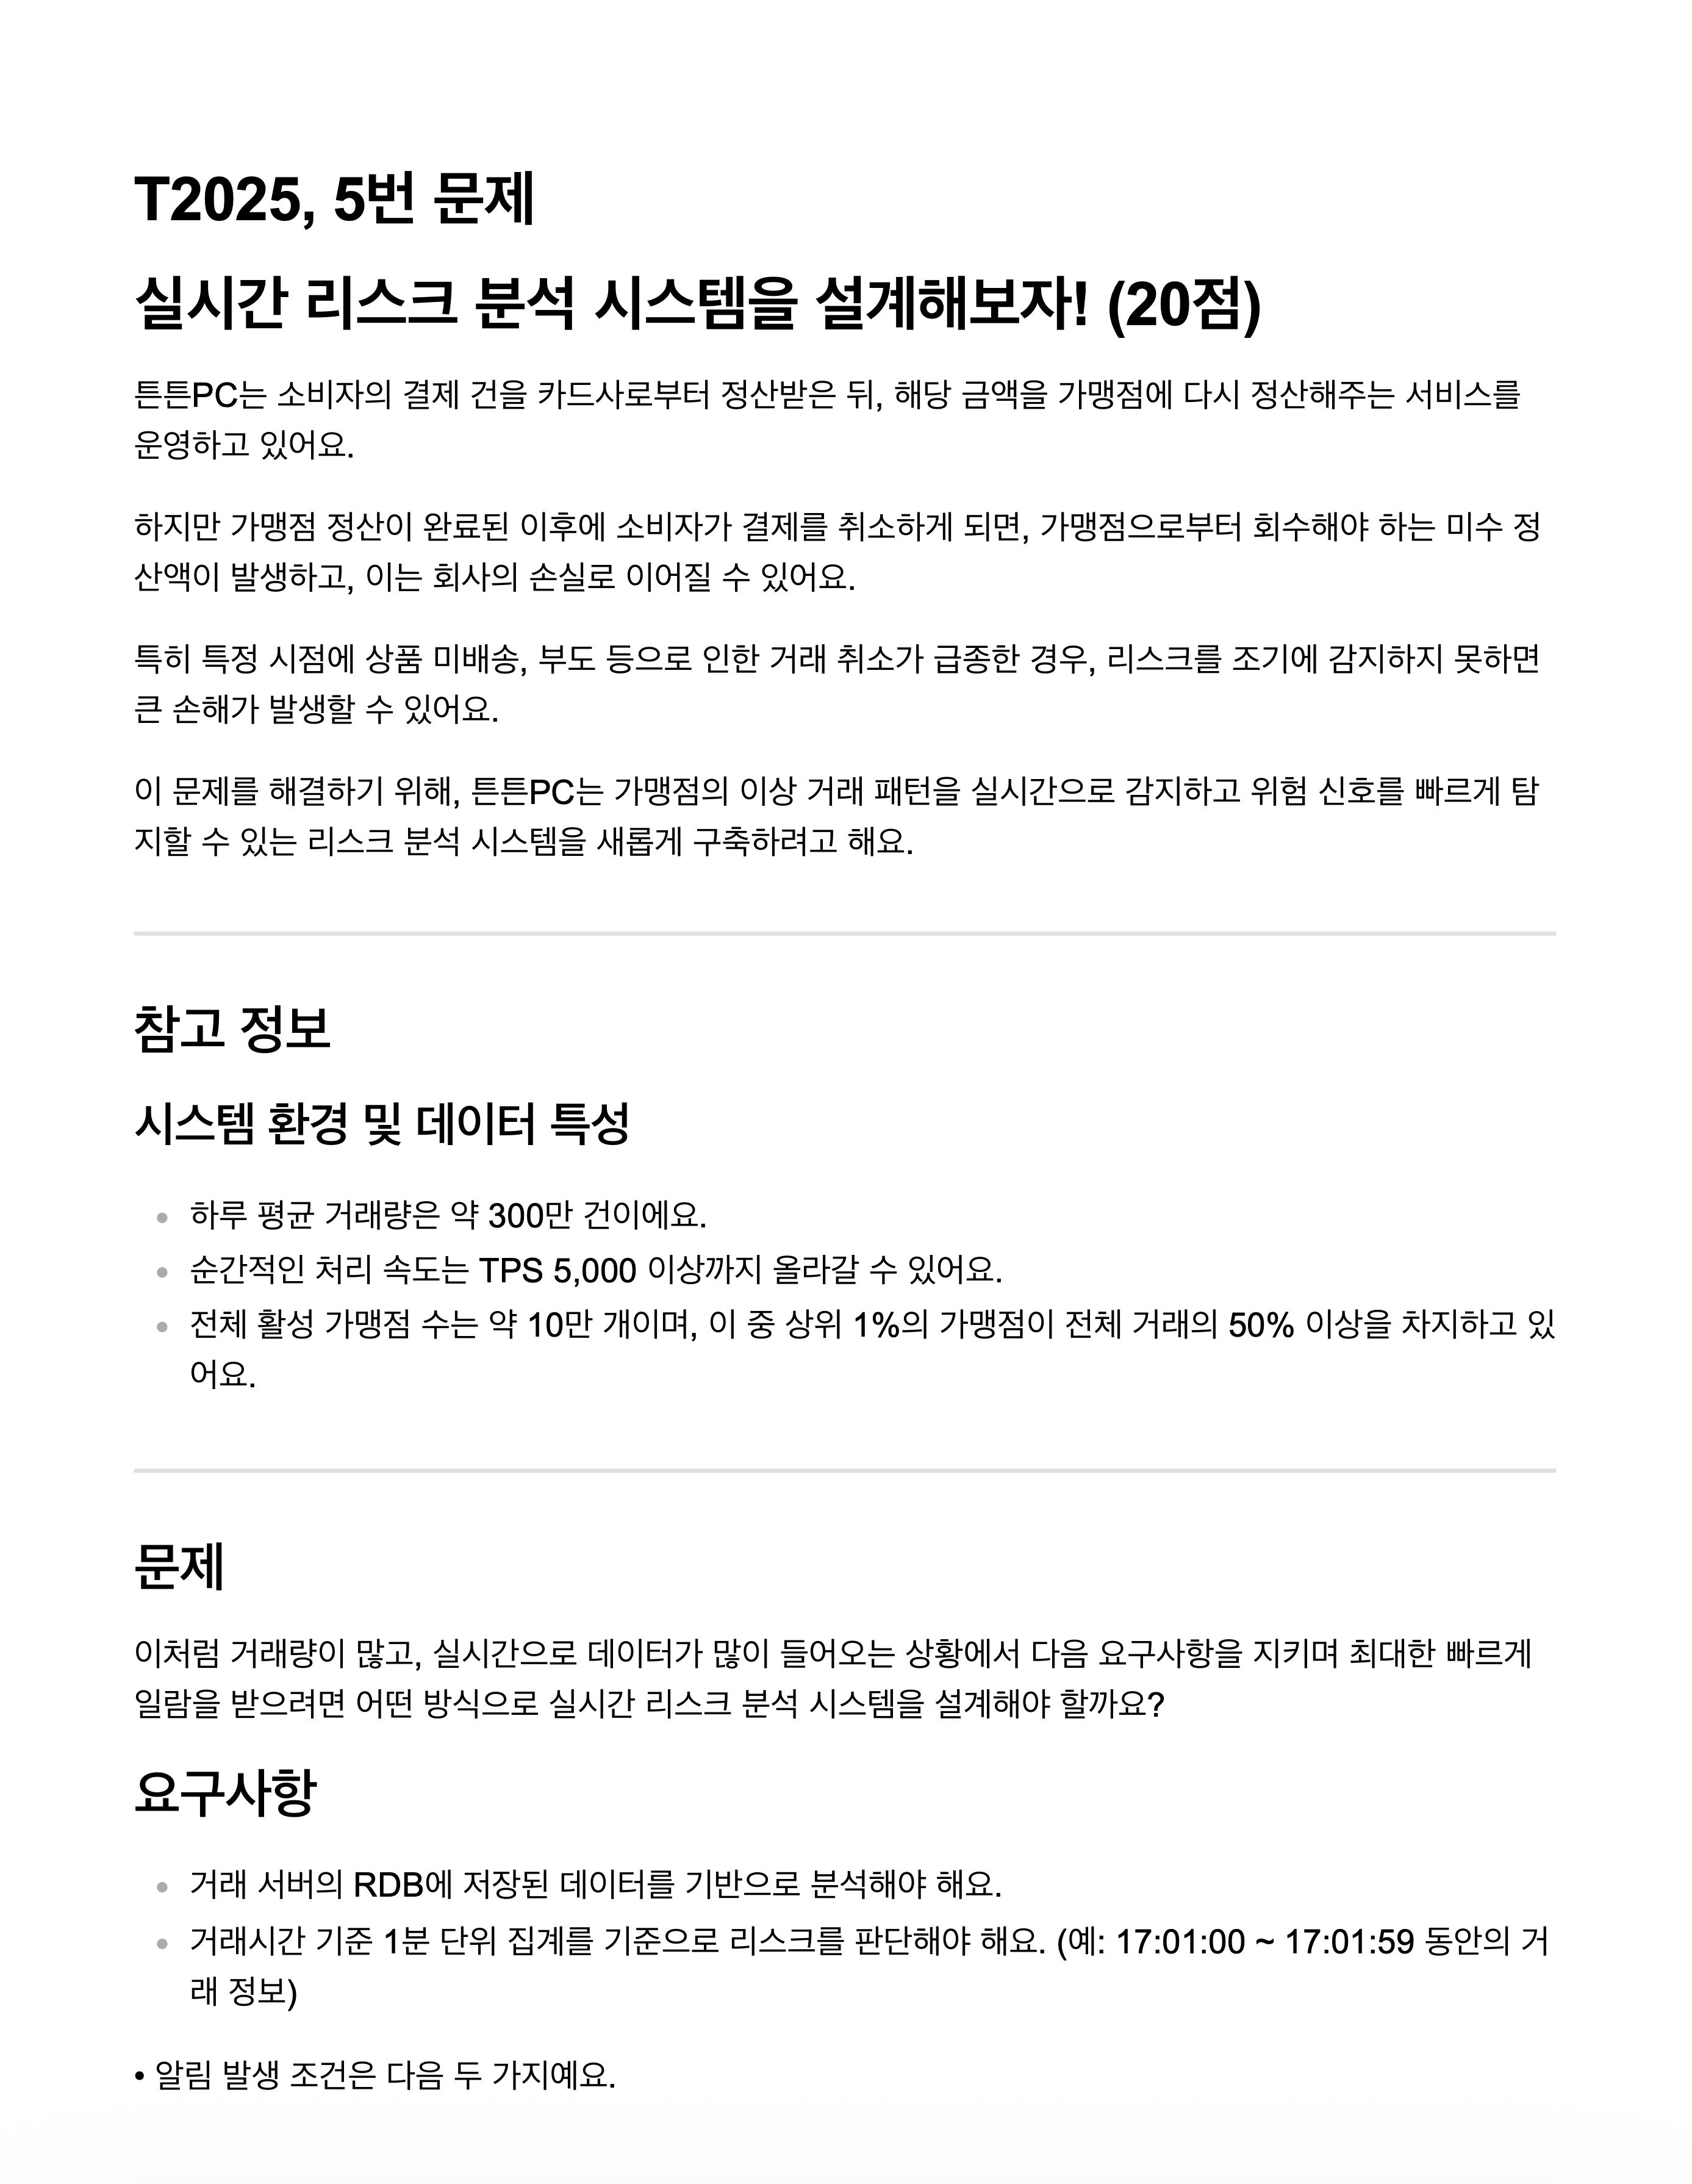 T2025, 5번 문제
실시간 리스크 분석 시스템을 설계해보자! (20점)
튼튼PC는 소비자의 결제 건을 카드사로부터 정산받은 뒤, 해당 금액을 가맹점에 다시 정산해주는 서비스를
운영하고 있어요.
하지만 가맹점 정산이 완료된 이후에 소비자가 결제를 취소하게 되면, 가맹점으로부터 회수해야 하는 미수 정
산액이 발생하고, 이는 회사의 손실로 이어질 수 있어요.
특히 특정 시점에 상품 미배송, 부도 등으로 인한 거래 취소가 급종한 경우, 리스크를 조기에 감지하지 못하면
큰 손해가 발생할 수 있어요.
이 문제를 해결하기 위해, 튼튼PC는 가맹점의 이상 거래 패턴을 실시간으로 감지하고 위험 신호를 빠르게 탐
지할 수 있는 리스크 분석 시스템을 새롭게 구축하려고 해요.
참고 정보
시스템 환경 및 데이터 특성
• 하루 평균 거래량은 약 300만 건이에요.
• 순간적인 처리 속도는 TPS 5,000 이상까지 올라갈 수 있어요.
• 전체 활성 가맹점 수는 약 10만 개이며, 이 중 상위 1%의 가맹점이 전체 거래의 50% 이상을 차지하고 있
어요.
문제
이처럼 거래량이 많고, 실시간으로 데이터가 많이 들어오는 상황에서 다음 요구사항을 지키며 최대한 빠르게
일람을 받으려면 어떤 방식으로 실시간 리스크 분석 시스템을 설계해야 할까요?
요구사항
• 거래 서버의 RDB에 저장된 데이터를 기반으로 분석해야 해요.
• 거래시간 기준 1분 단위 집계를 기준으로 리스크를 판단해야 해요. (예: 17:01:00 ~ 17:01:59 동안의 거
래 정보)
• 알림 발생 조건은 다음 두 가지예요.